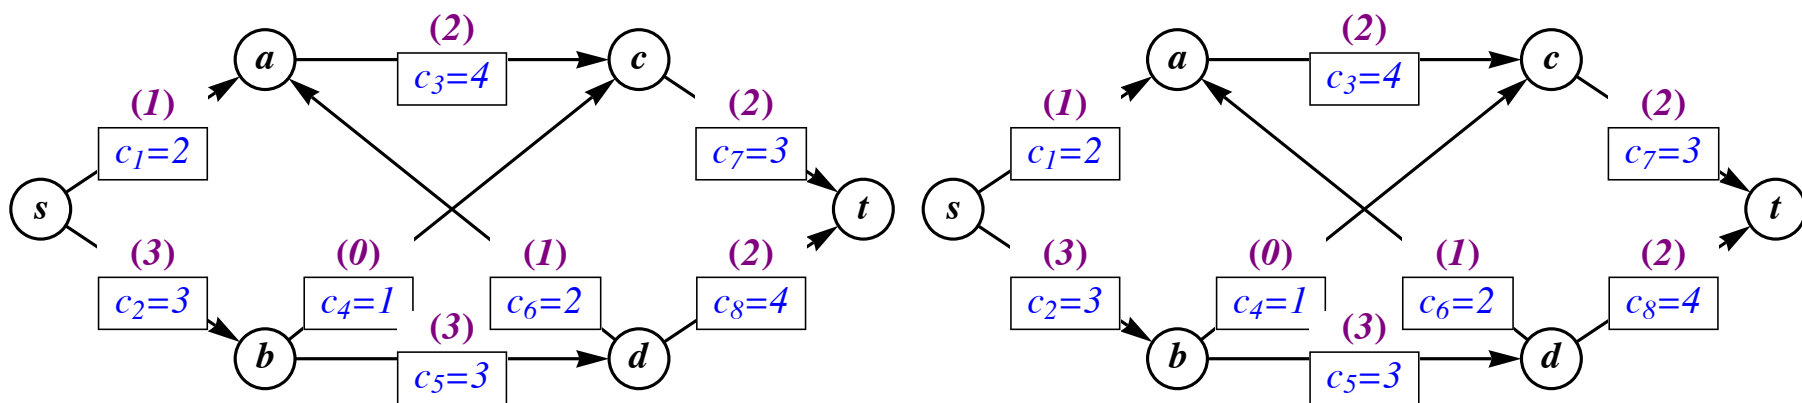 (2)
a
c
c3=4
(1)
(2)
c1=2
c7=3
s
t
(3)
(0)
(1)
(2)
c2=3
c4=1
c6=2
c8=4
(3)
b
d
c5=3
(2)
a
c
c3=4
(1)
(2)
c1=2
c7=3
s
t
(3)
(0)
(1)
(2)
c2=3
c4=1
c6=2
c8=4
(3)
b
d
c5=3